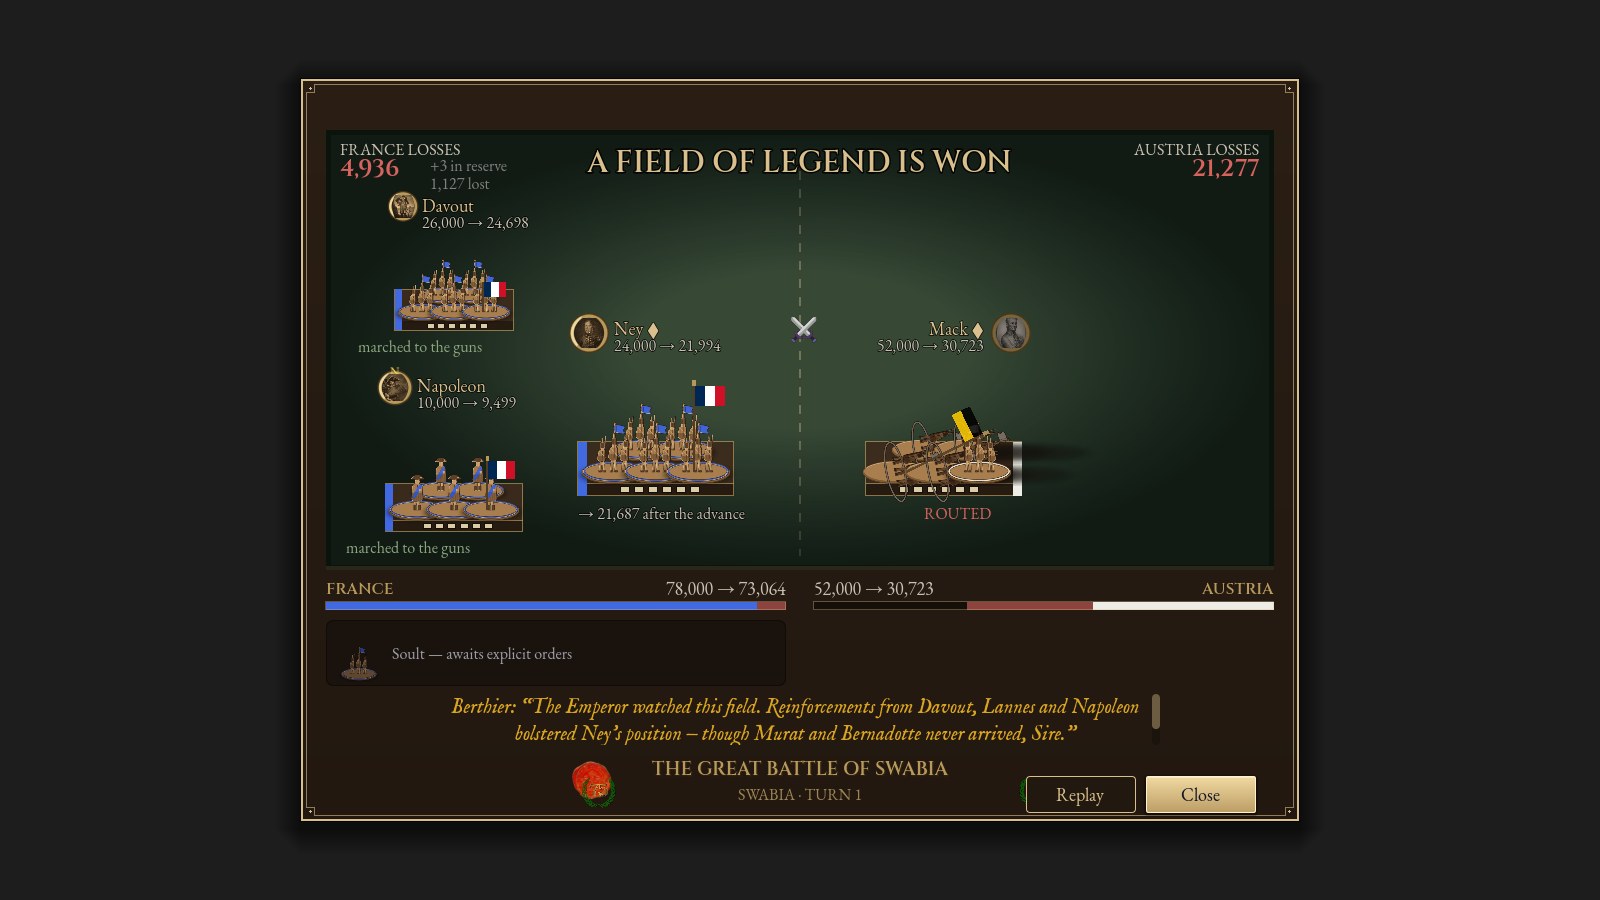 FRANCE LOSSES
4,936
+3 in reserve
1,127 lost
A FIELD OF LEGEND IS WON
AUSTRIA LOSSES
21,277
Davout
26,000 → 24,698
marched to the guns
Napoleon
10,000 → 9,499
marched to the guns
Ney
24,000 → 21,994
→ 21,687 after the advance
Mack
52,000 → 30,723
ROUTED
FRANCE
78,000 → 73,064
52,000 → 30,723
AUSTRIA
Soult — awaits explicit orders
Berthier: “The Emperor watched this field. Reinforcements from Davout, Lannes and Napoleon
bolstered Ney’s position — though Murat and Bernadotte never arrived, Sire.”
THE GREAT BATTLE OF SWABIA
SWABIA · TURN 1
Replay
Close